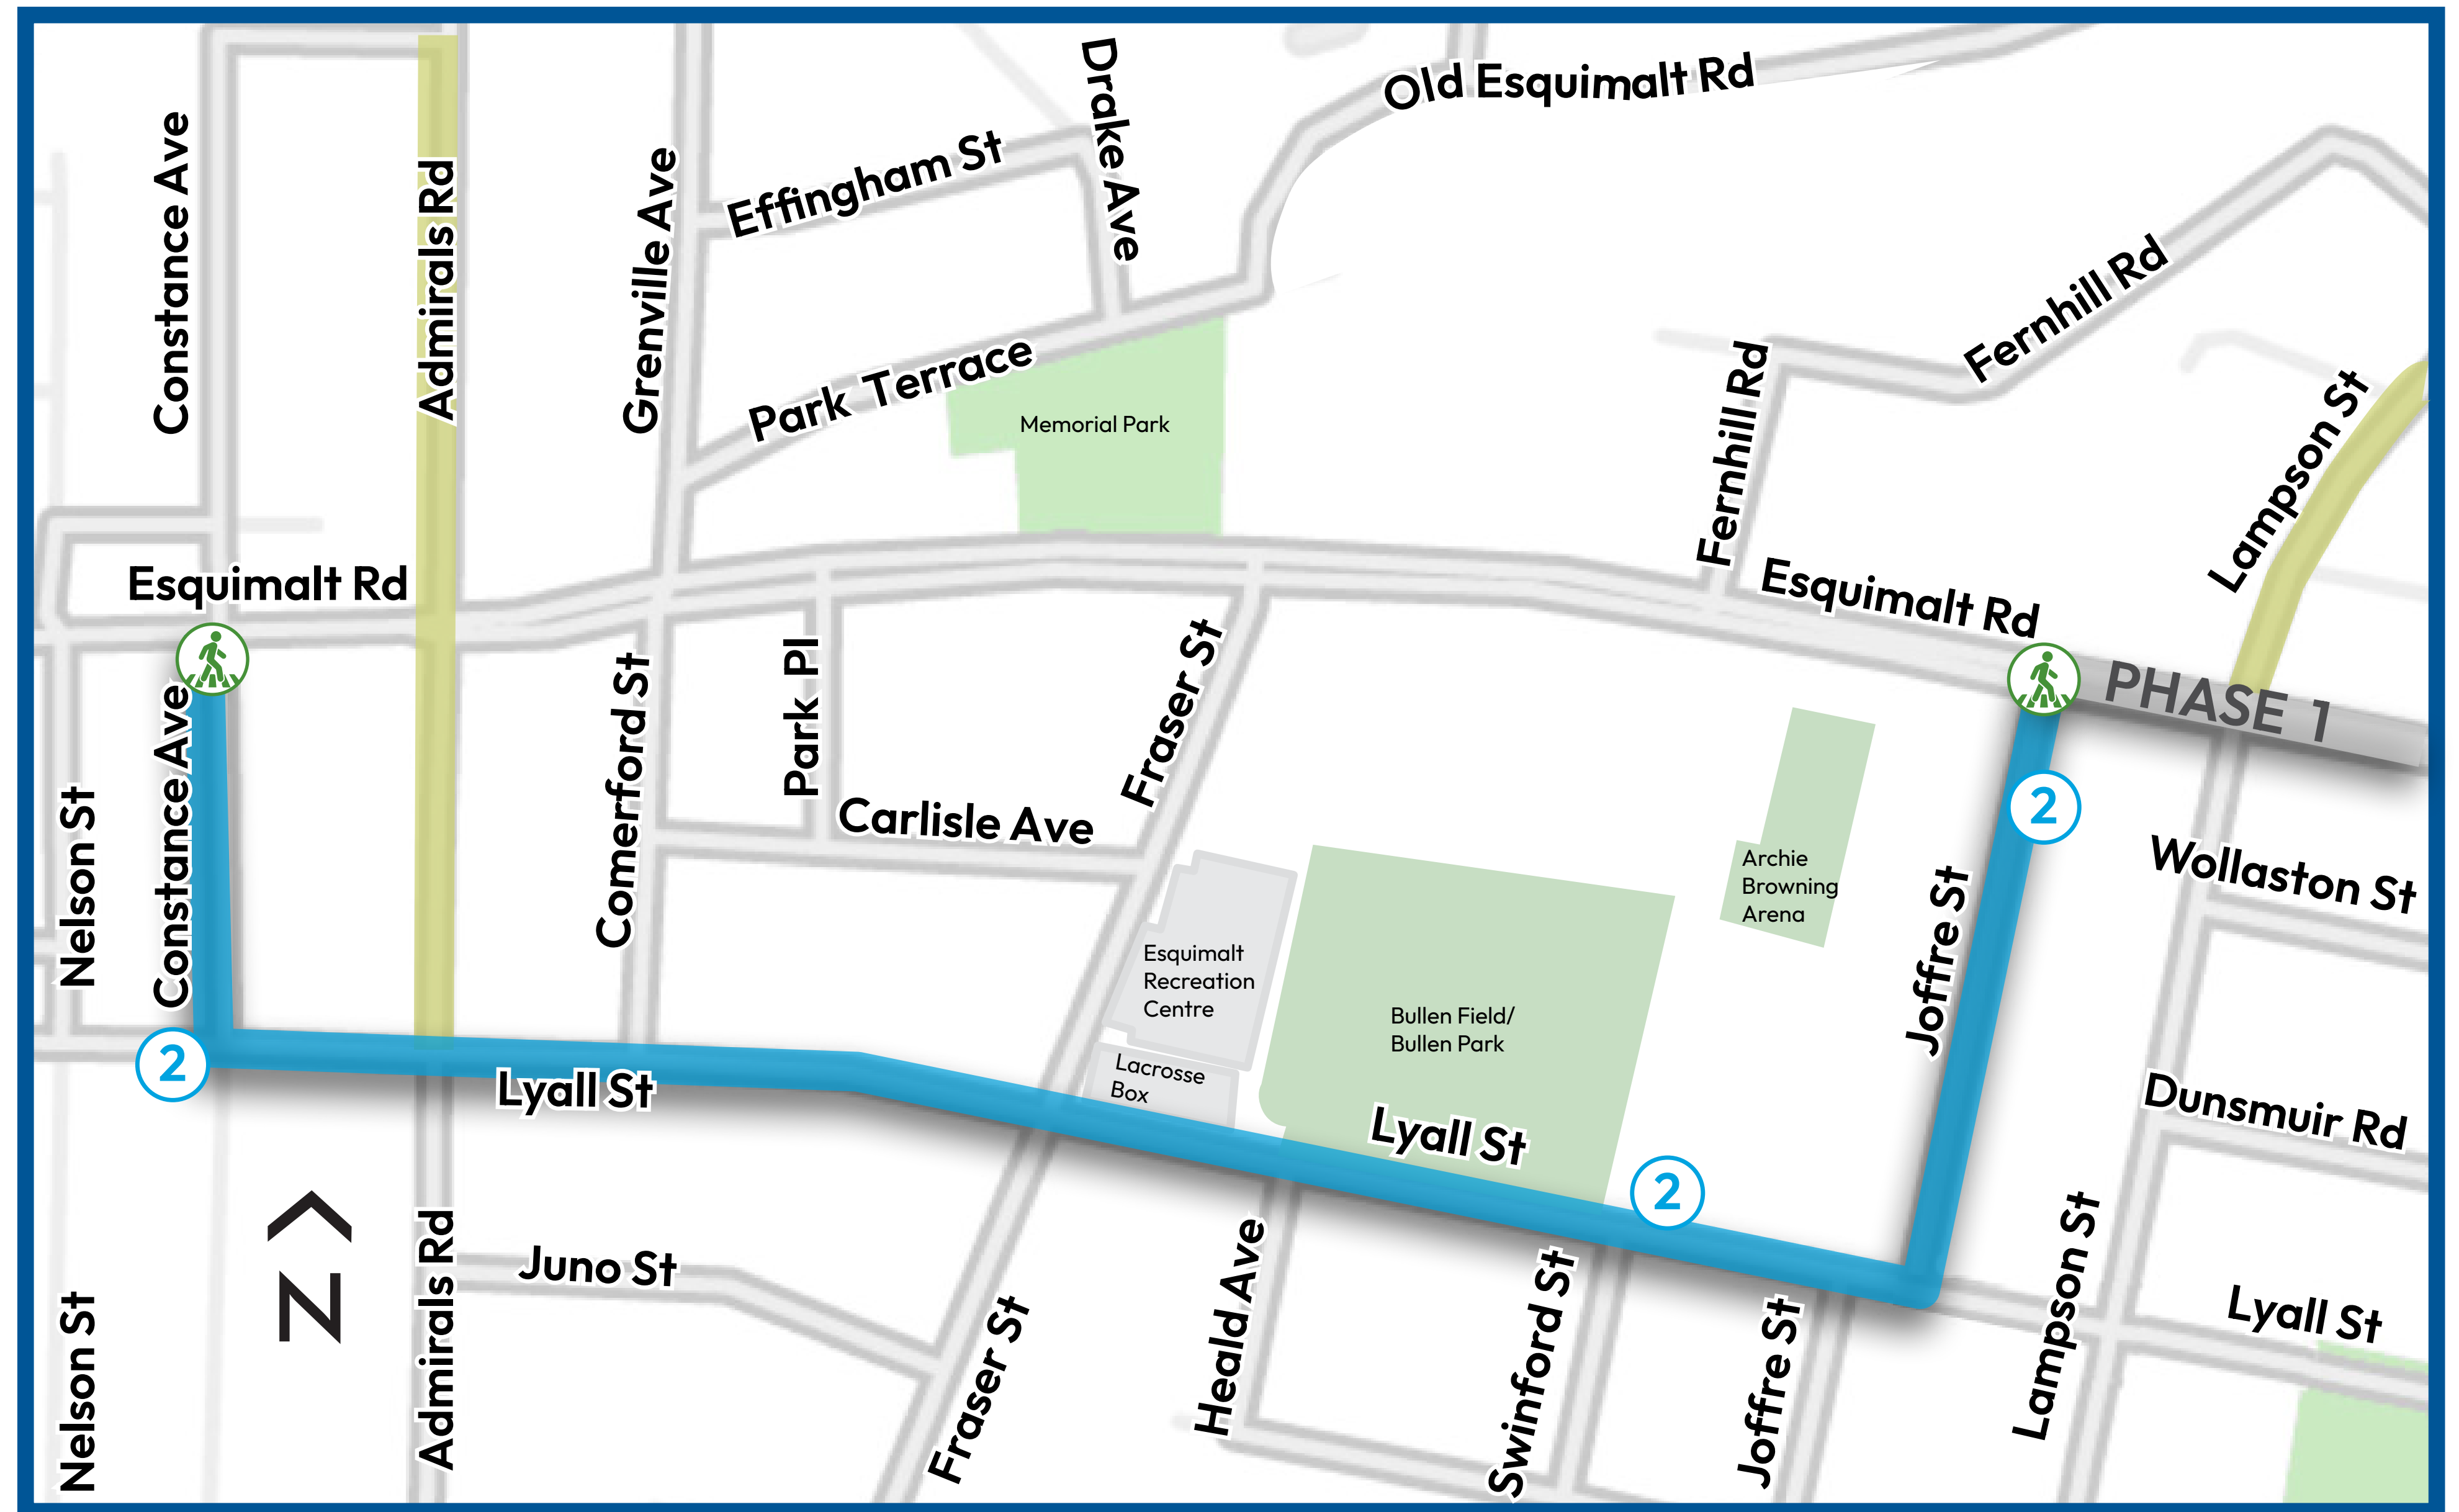 Drake Ave
Old Esquimalt Rd
Constance Ave
Admirals Rd
Grenville Ave
Effingham St
Fernhill Rd
Park Terrace
Memorial Park
Fernhill Rd
Lampson St
Esquimalt Rd
Esquimalt Rd
PHASE 1
Constance Ave
Nelson St
Comerford St
Park Pl
Fraser St
Carlisle Ave
2
Archie
Browning
Arena
Wollaston St
Joffre St
Esquimalt
Recreation
Centre
Bullen Field/
Bullen Park
2
Lyall St
Lacrosse
Box
Lyall St
2
Dunsmuir Rd
N
Admirals Rd
Juno St
Nelson St
Fraser St
Heald Ave
Swinford St
Joffre St
Lampson St
Lyall St